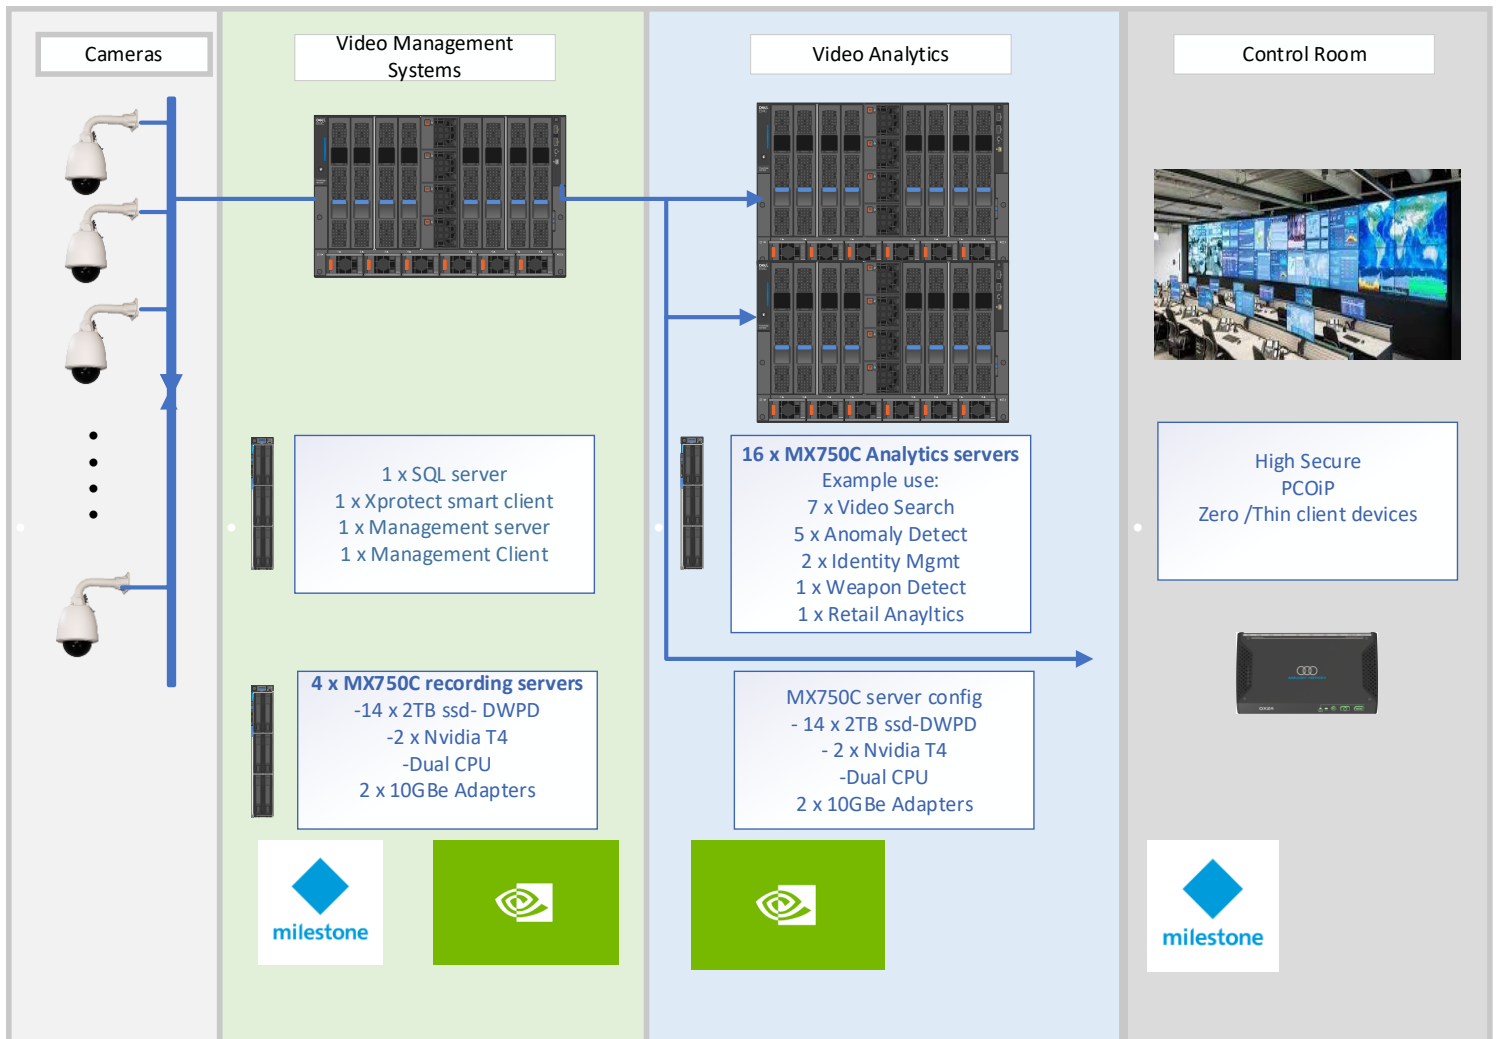 Cameras
Video Management
Systems
Video Analytics
Control Room
1 x SQL server
1 x Xprotect smart client
1 x Management server
1 x Management Client
4 x MX750C recording servers
-14 x 2TB ssd- DWPD
-2 x Nvidia T4
-Dual CPU
2 x 10GBe Adapters
milestone
16 x MX750C Analytics servers
Example use:
7 x Video Search
5 x Anomaly Detect
2 x Identity Mgmt
1 x Weapon Detect
1 x Retail Anayltics
MX750C server config
- 14 x 2TB ssd-DWPD
- 2 x Nvidia T4
-Dual CPU
2 x 10GBe Adapters
High Secure
PCOiP
Zero /Thin client devices
milestone